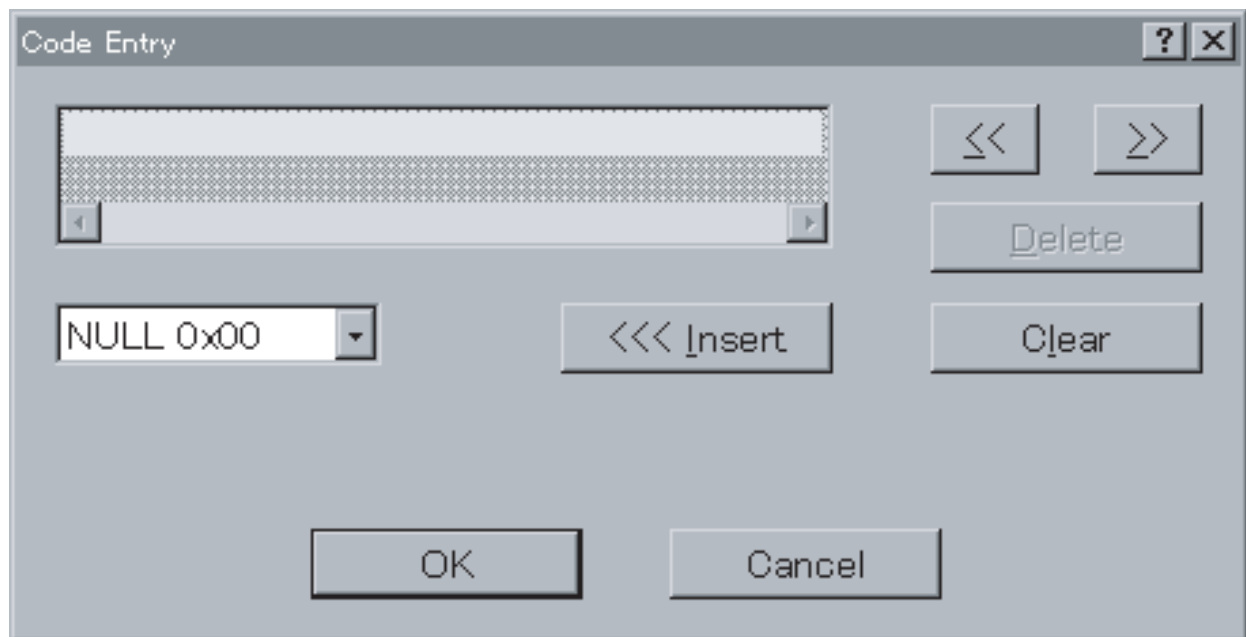 Code Entry
? ×
<< >>
Delete
NULL 0x00 <<< Insert Clear
OK Cancel